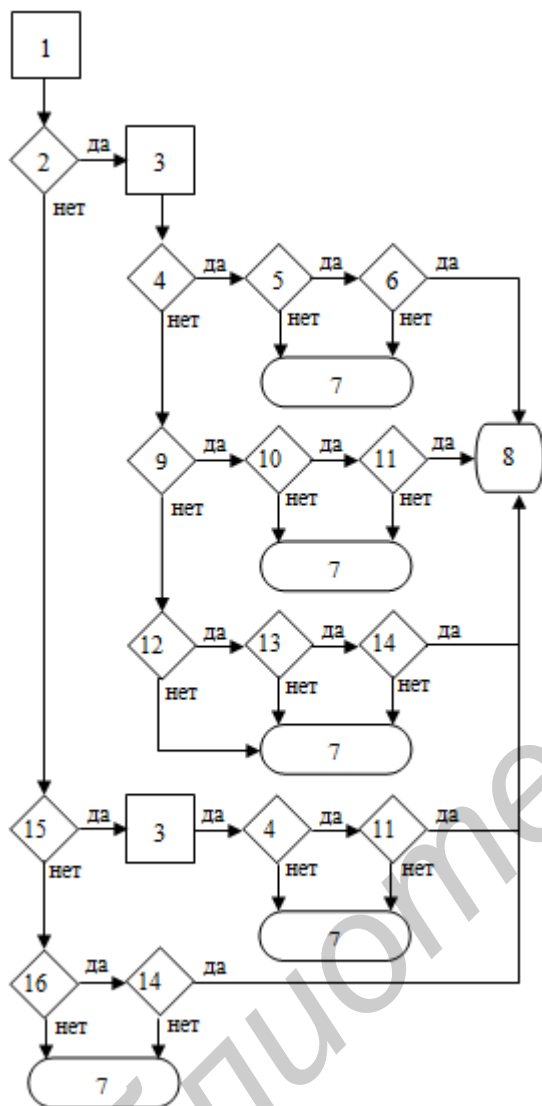 1
2 да 3
нет
4 да 5 да 6 да
нет нет нет
7
9 да 10 да 11 да 8
нет нет нет
7
12 да 13 да 14 да
нет нет нет
7
15 да 3 да 4 да 11 да
нет нет нет
7
16 да 14 да
нет нет
7